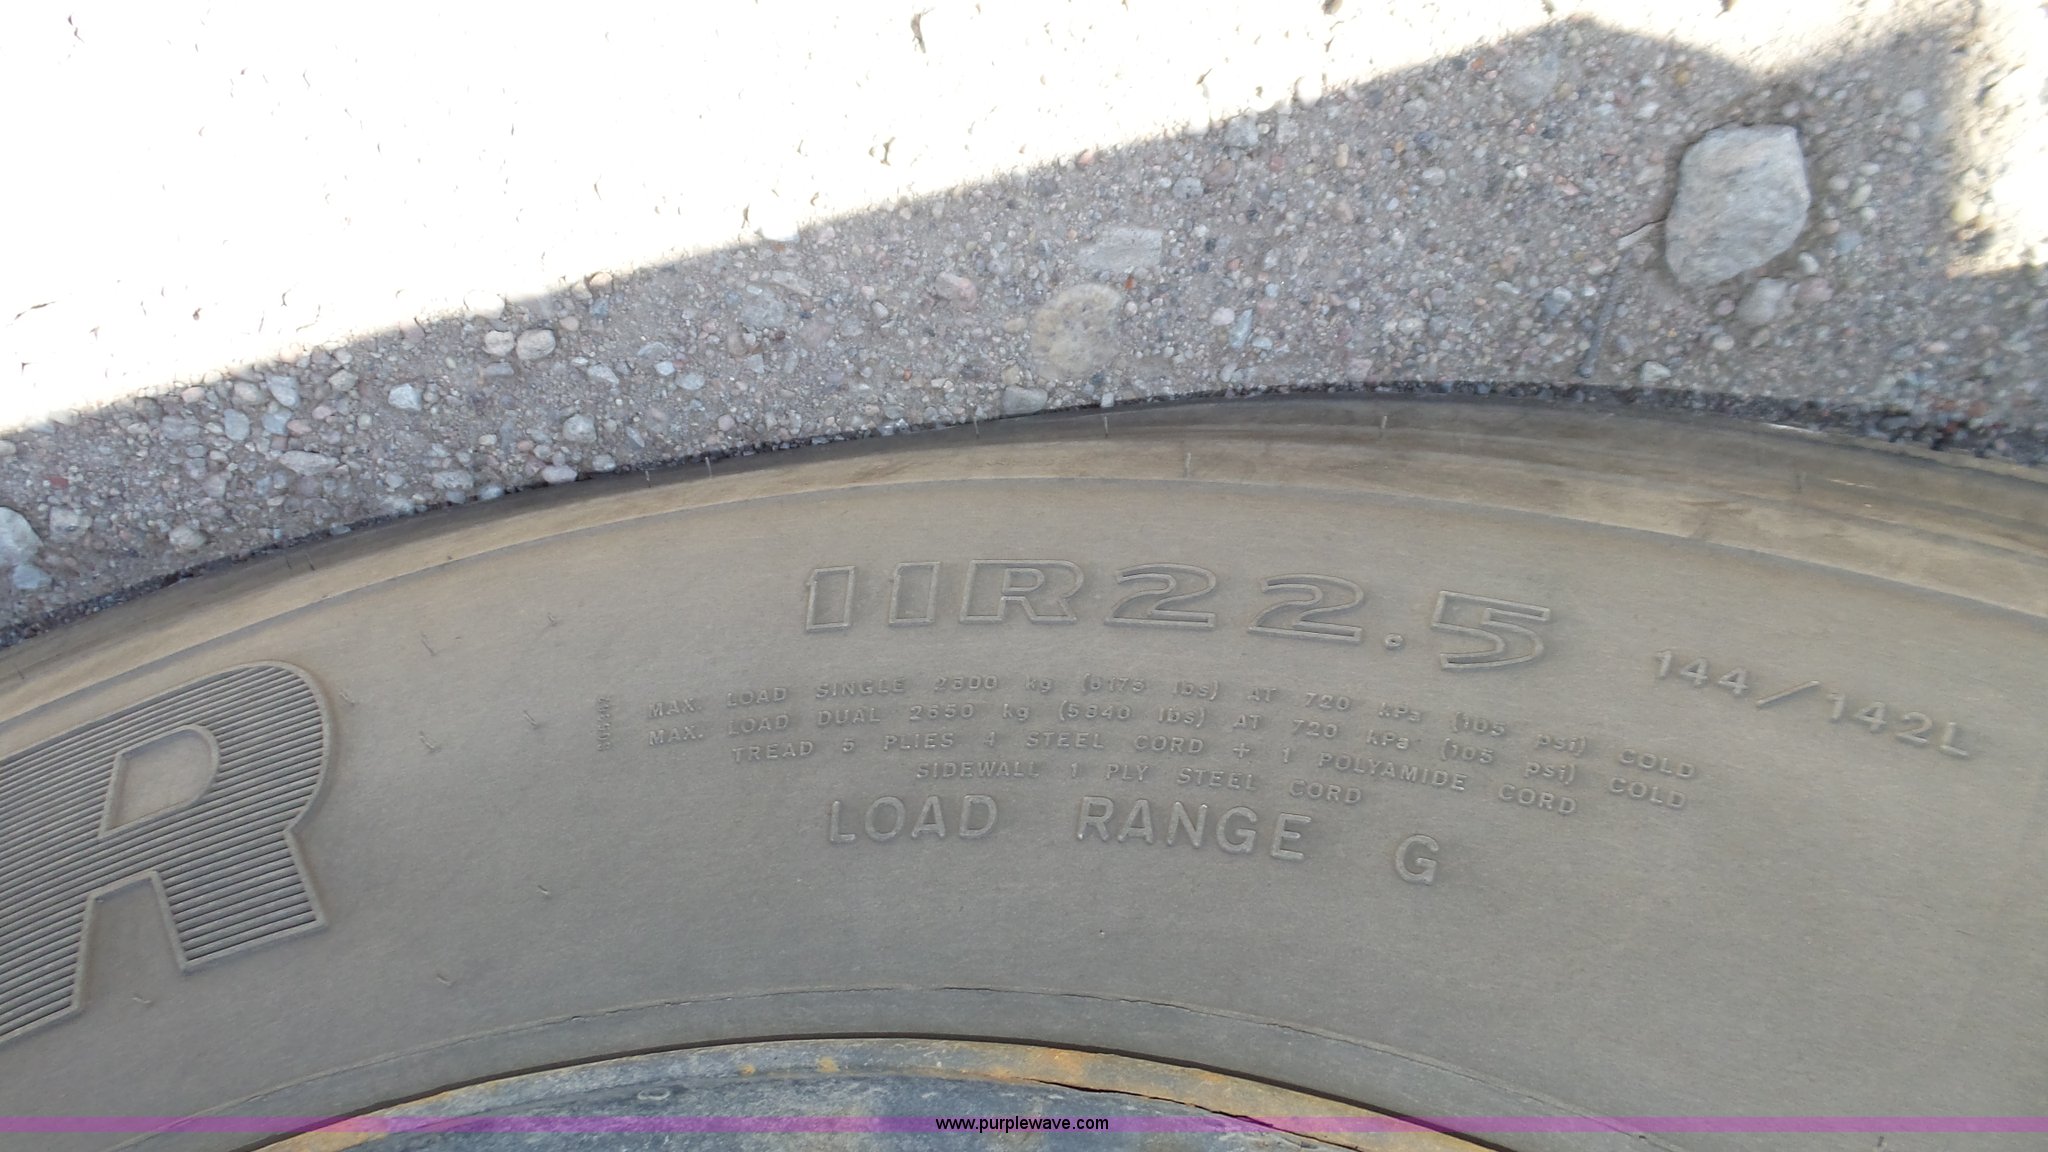 11R22.5
144/142L
MAX. LOAD SINGLE 2800 kg (6175 lbs) AT 720 kPa (105 psi) COLD
MAX. LOAD DUAL 2650 kg (5840 lbs) AT 720 kPa (105 psi) COLD
TREAD 5 PLIES 4 STEEL CORD + 1 POLYAMIDE CORD
SIDEWALL 1 PLY STEEL CORD
LOAD RANGE G
R
www.purplewave.com